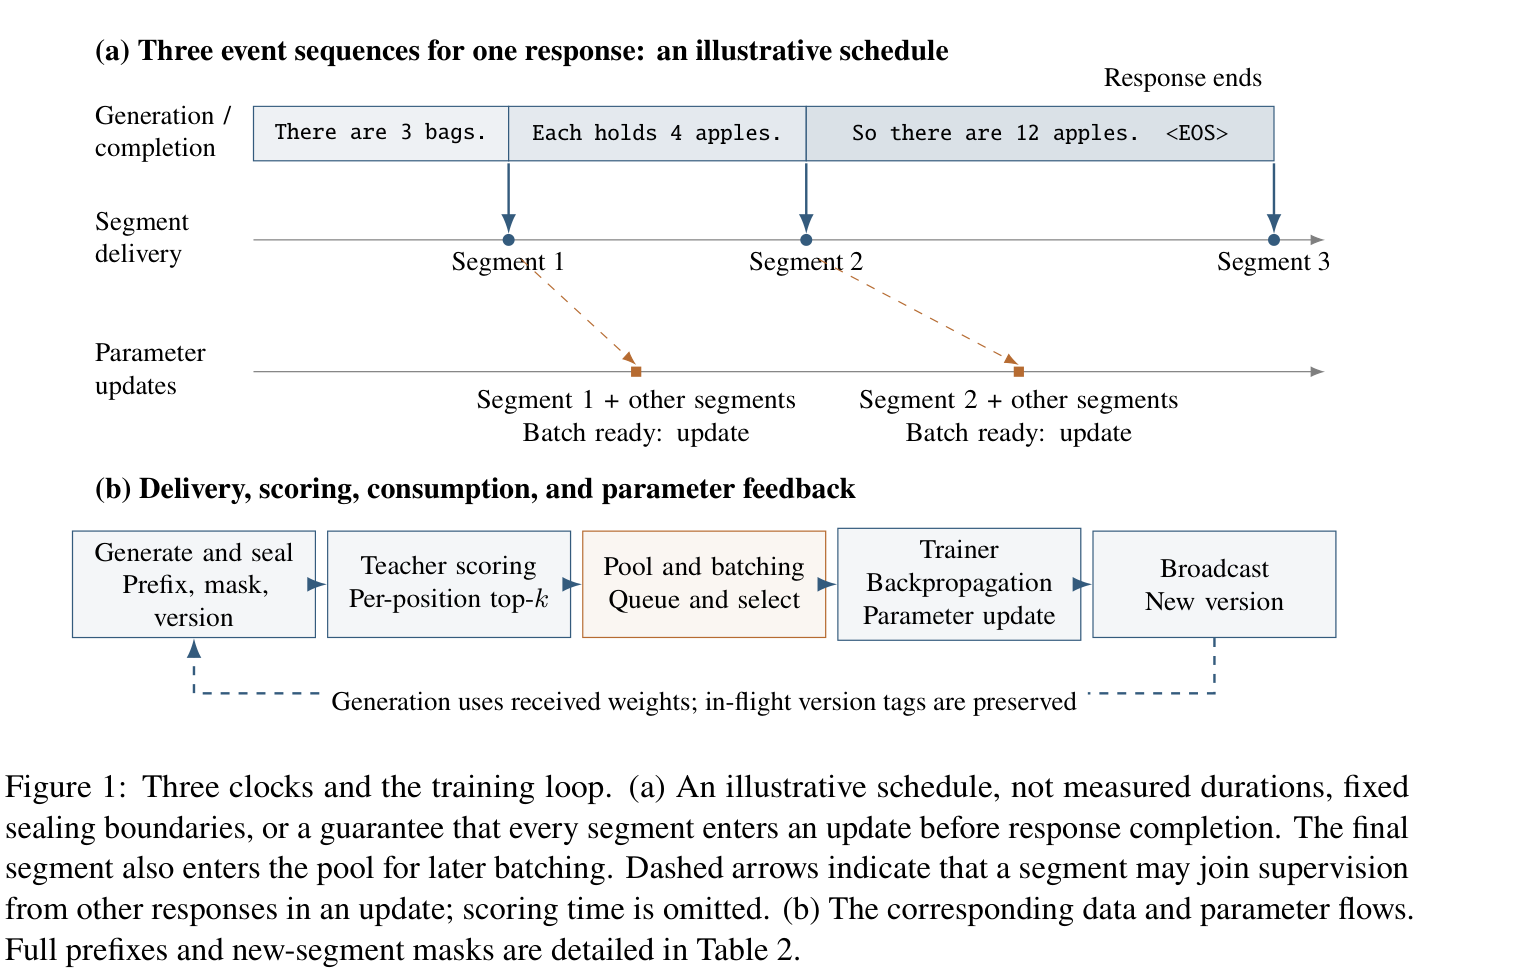 (a) Three event sequences for one response: an illustrative schedule
Response ends
Generation /
completion
There are 3 bags.
Each holds 4 apples.
So there are 12 apples. <EOS>
Segment
delivery
Segment 1
Segment 2
Segment 3
Parameter
updates
Segment 1 + other segments
Batch ready: update
Segment 2 + other segments
Batch ready: update
(b) Delivery, scoring, consumption, and parameter feedback
Generate and seal
Prefix, mask,
version
Teacher scoring
Per-position top-k
Pool and batching
Queue and select
Trainer
Backpropagation
Parameter update
Broadcast
New version
Generation uses received weights; in-flight version tags are preserved
Figure 1: Three clocks and the training loop. (a) An illustrative schedule, not measured durations, fixed
sealing boundaries, or a guarantee that every segment enters an update before response completion. The final
segment also enters the pool for later batching. Dashed arrows indicate that a segment may join supervision
from other responses in an update; scoring time is omitted. (b) The corresponding data and parameter flows.
Full prefixes and new-segment masks are detailed in Table 2.